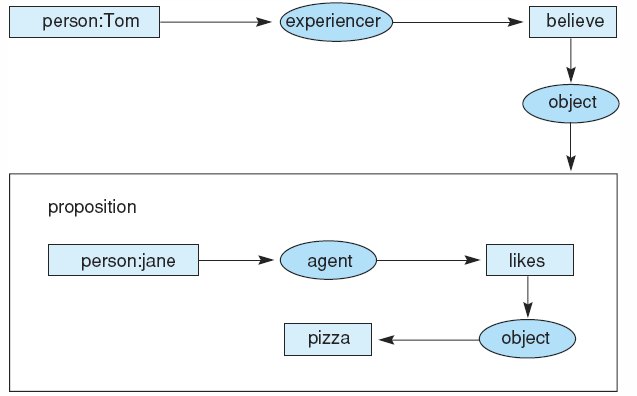 person:Tom
experiencer
believe
object
proposition
person:jane
agent
likes
pizza
object